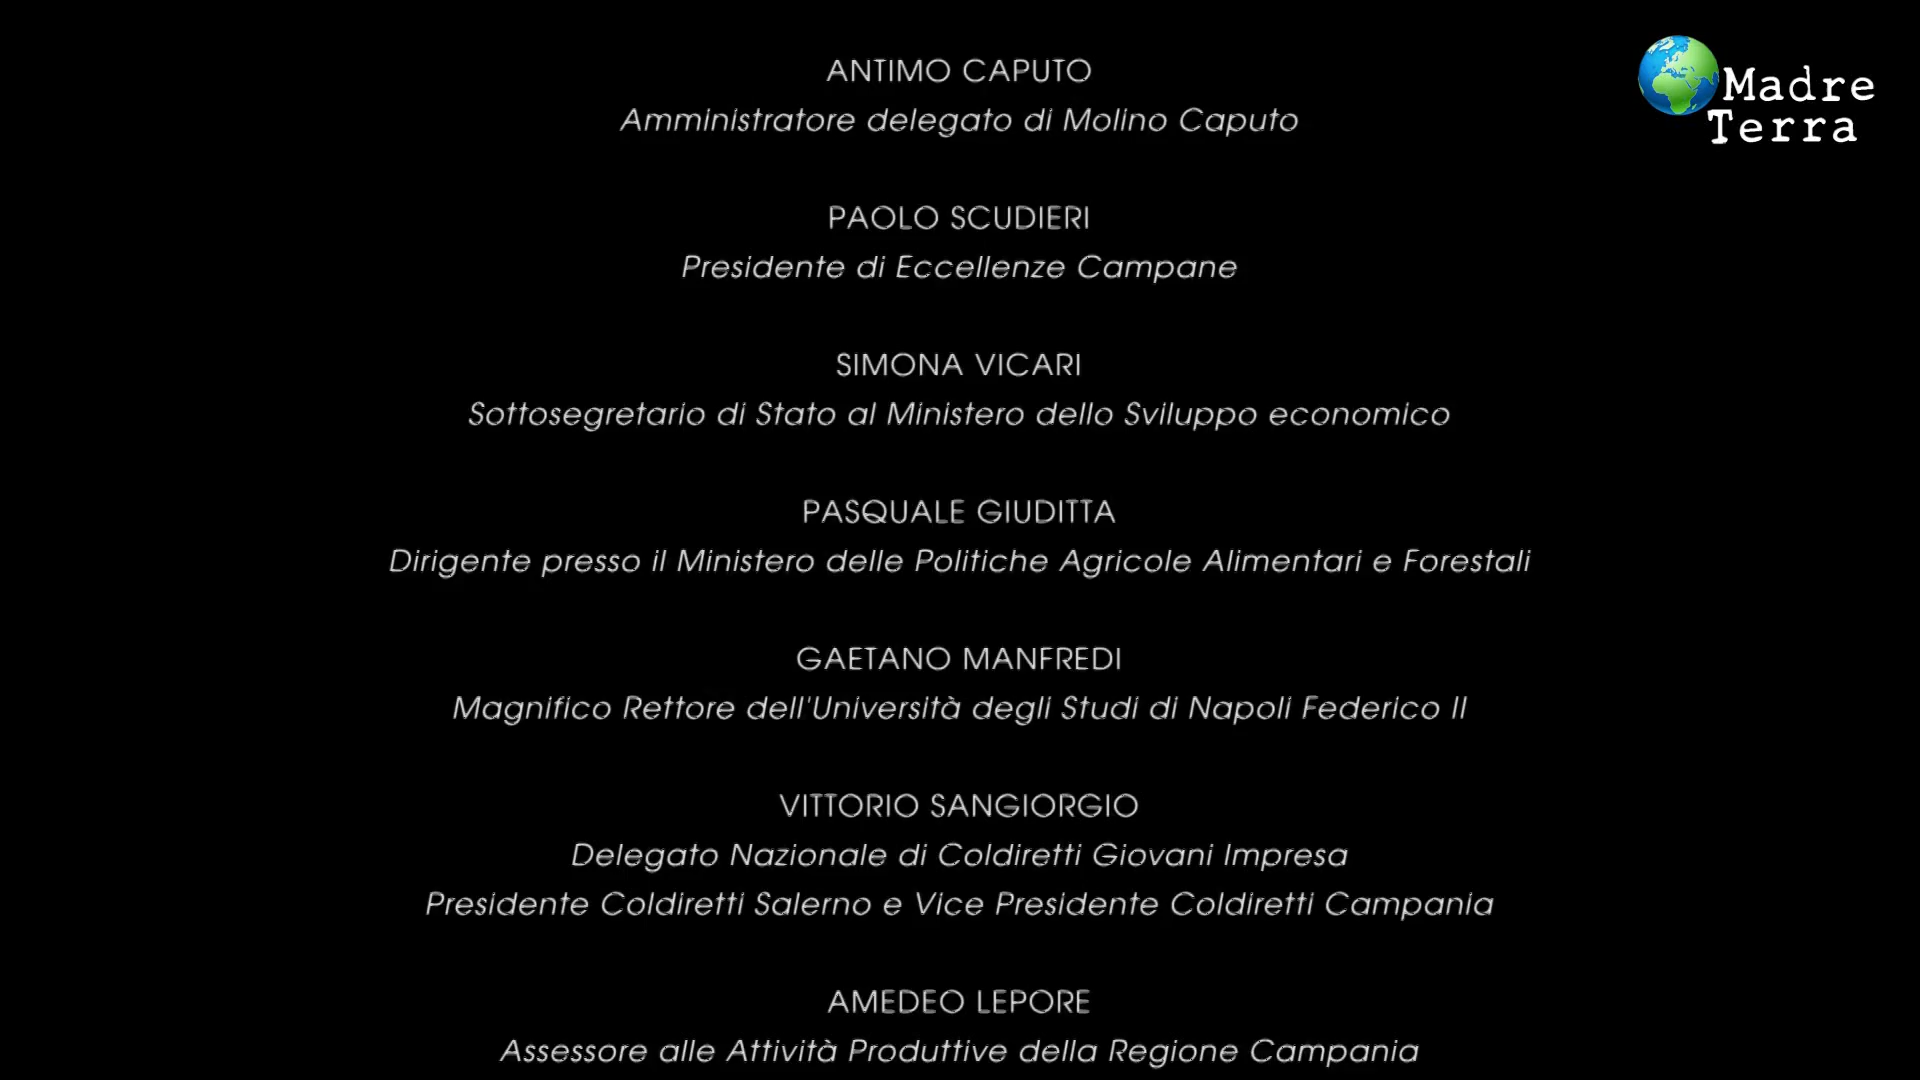 ANTIMO CAPUTO
Amministratore delegato di Molino Caputo
Madre
Terra
PAOLO SCUDIERI
Presidente di Eccellenze Campane
SIMONA VICARI
Sottosegretario di Stato al Ministero dello Sviluppo economico
PASQUALE GIUDITTA
Dirigente presso il Ministero delle Politiche Agricole Alimentari e Forestali
GAETANO MANFREDI
Magnifico Rettore dell'Università degli Studi di Napoli Federico II
VITTORIO SANGIORGIO
Delegato Nazionale di Coldiretti Giovani Impresa
Presidente Coldiretti Salerno e Vice Presidente Coldiretti Campania
AMEDEO LEPORE
Assessore alle Attività Produttive della Regione Campania